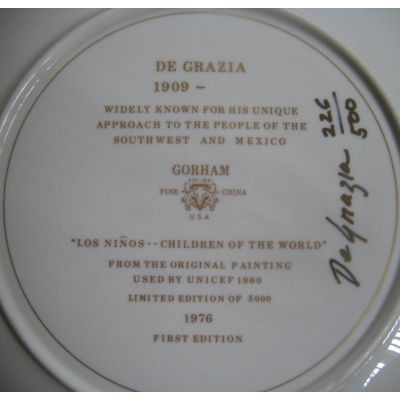 DE GRAZIA
1909 –
WIDELY KNOWN FOR HIS UNIQUE
APPROACH TO THE PEOPLE OF THE
SOUTHWEST AND MEXICO
GORHAM
EST. 1831
FINE CHINA
U.S.A
"LOS NIÑOS -- CHILDREN OF THE WORLD"
FROM THE ORIGINAL PAINTING
USED BY UNICEF 1960
LIMITED EDITION OF 5000
1976
FIRST EDITION
DeGrazia
226/500